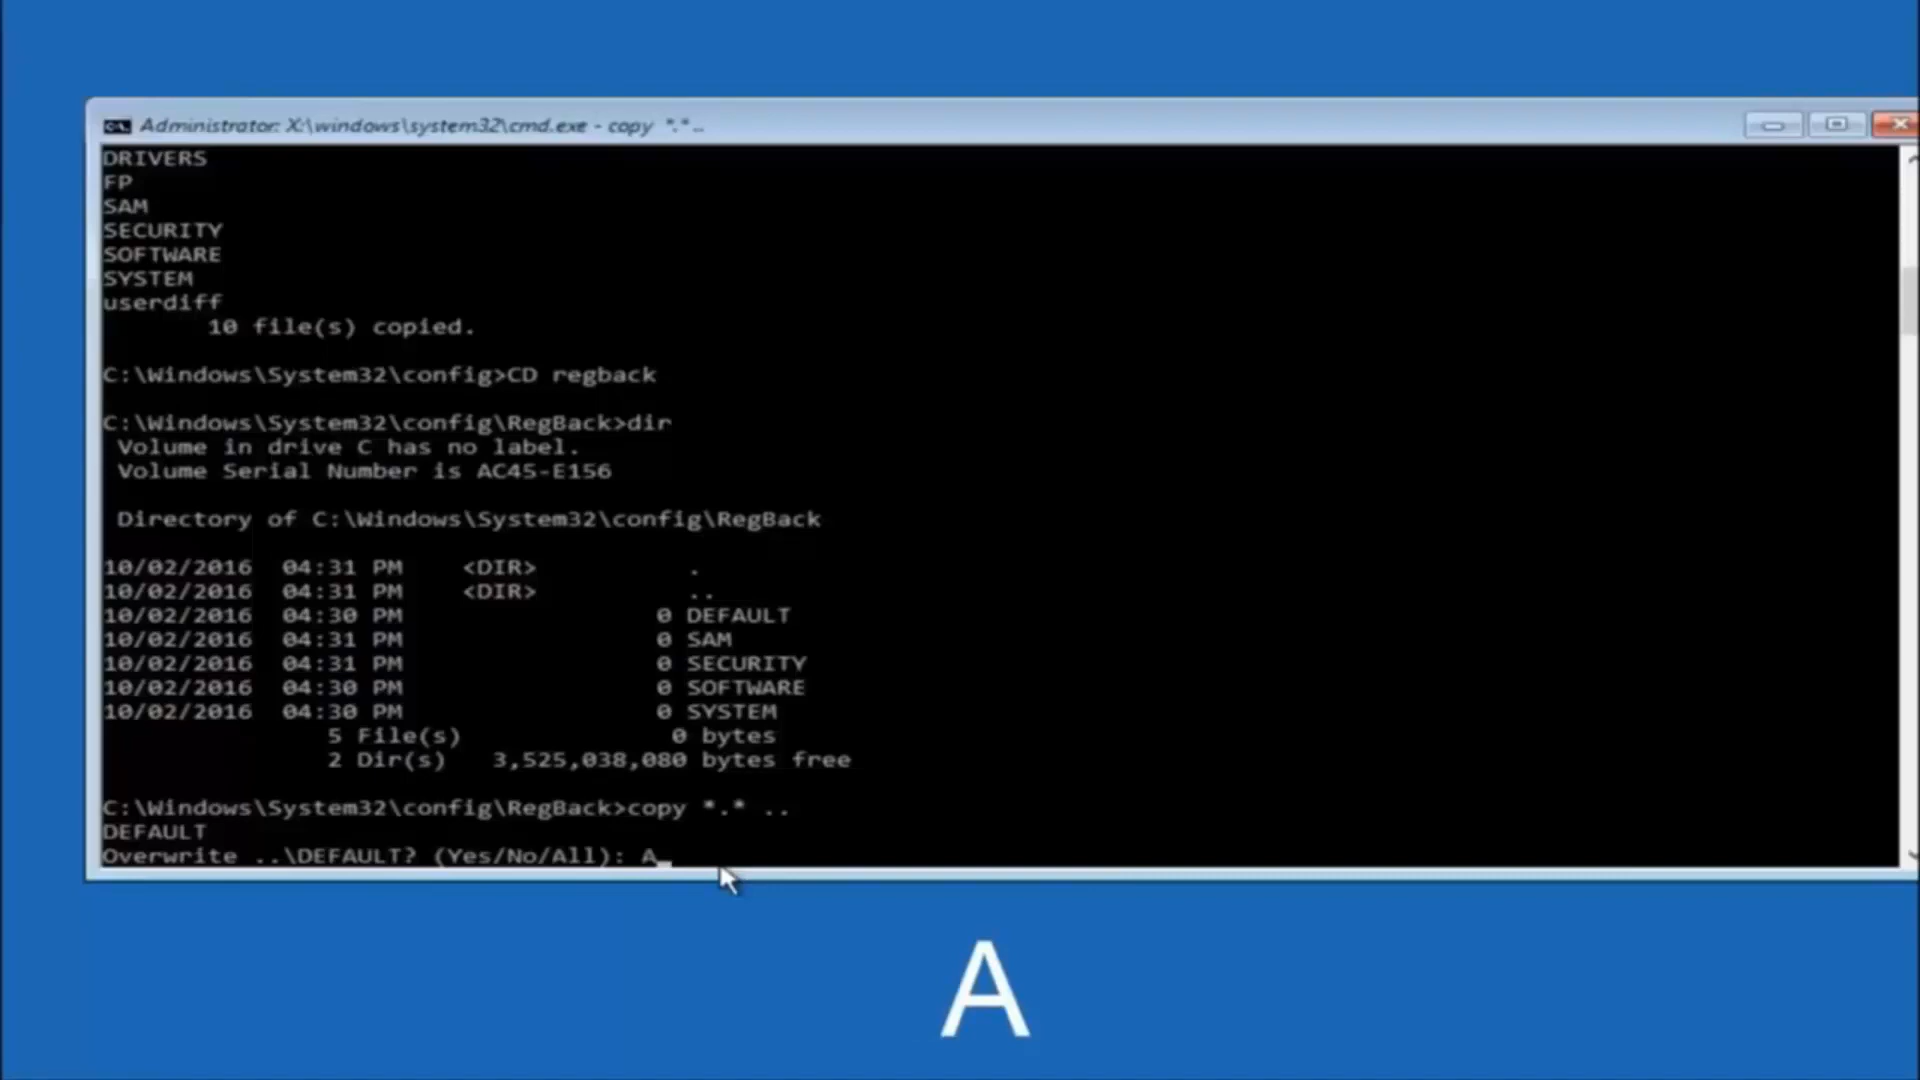 Administrator: X:\windows\system32\cmd.exe - copy *.* ..
DRIVERS
FP
SAM
SECURITY
SOFTWARE
SYSTEM
userdiff
10 file(s) copied.
C:\Windows\System32\config>CD regback
C:\Windows\System32\config\RegBack>dir
Volume in drive C has no label.
Volume Serial Number is AC45-E156
Directory of C:\Windows\System32\config\RegBack
10/02/2016 04:31 PM <DIR> .
10/02/2016 04:31 PM <DIR> ..
10/02/2016 04:30 PM 0 DEFAULT
10/02/2016 04:31 PM 0 SAM
10/02/2016 04:31 PM 0 SECURITY
10/02/2016 04:30 PM 0 SOFTWARE
10/02/2016 04:30 PM 0 SYSTEM
5 File(s) 0 bytes
2 Dir(s) 3,525,038,080 bytes free
C:\Windows\System32\config\RegBack>copy *.* ..
DEFAULT
Overwrite ..\DEFAULT? (Yes/No/All): A_
A